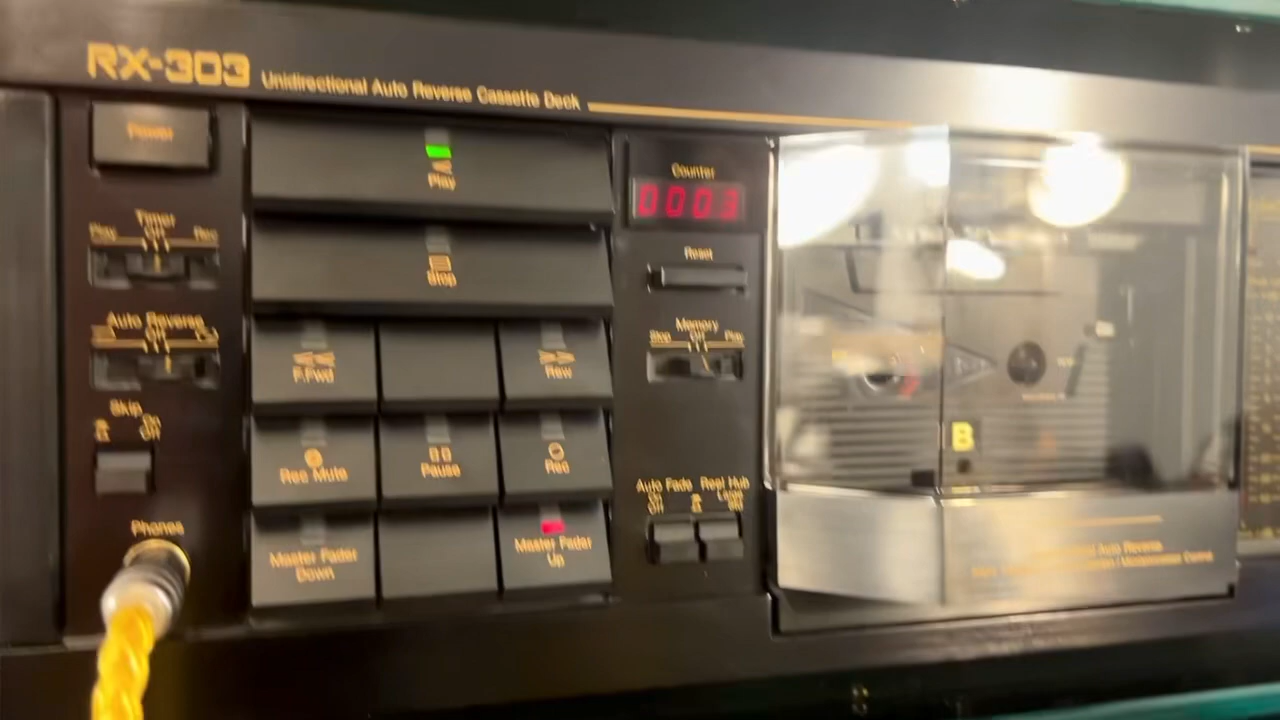 RX-303 Unidirectional Auto Reverse Cassette Deck
Power
Timer
Play Off Rec
Auto Reverse
Skip
On
Off
Phones
Play
Stop
F.Fwd
Rew
Rec Mute
Pause
Rec
Master Fader
Down
Master Fader
Up
Counter
0003
Reset
Memory
Stop Off Play
Auto Fade
On
Off
Reel Hub
B
Auto Reverse